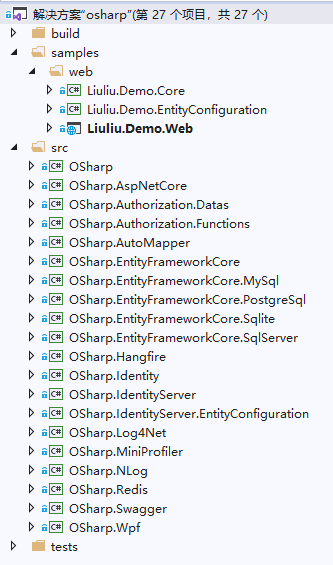 解决方案"osharp"(第 27 个项目，共 27 个)
build
samples
web
Liuliu.Demo.Core
Liuliu.Demo.EntityConfiguration
Liuliu.Demo.Web
src
OSharp
OSharp.AspNetCore
OSharp.Authorization.Datas
OSharp.Authorization.Functions
OSharp.AutoMapper
OSharp.EntityFrameworkCore
OSharp.EntityFrameworkCore.MySql
OSharp.EntityFrameworkCore.PostgreSql
OSharp.EntityFrameworkCore.Sqlite
OSharp.EntityFrameworkCore.SqlServer
OSharp.Hangfire
OSharp.Identity
OSharp.IdentityServer
OSharp.IdentityServer.EntityConfiguration
OSharp.Log4Net
OSharp.MiniProfiler
OSharp.NLog
OSharp.Redis
OSharp.Swagger
OSharp.Wpf
tests